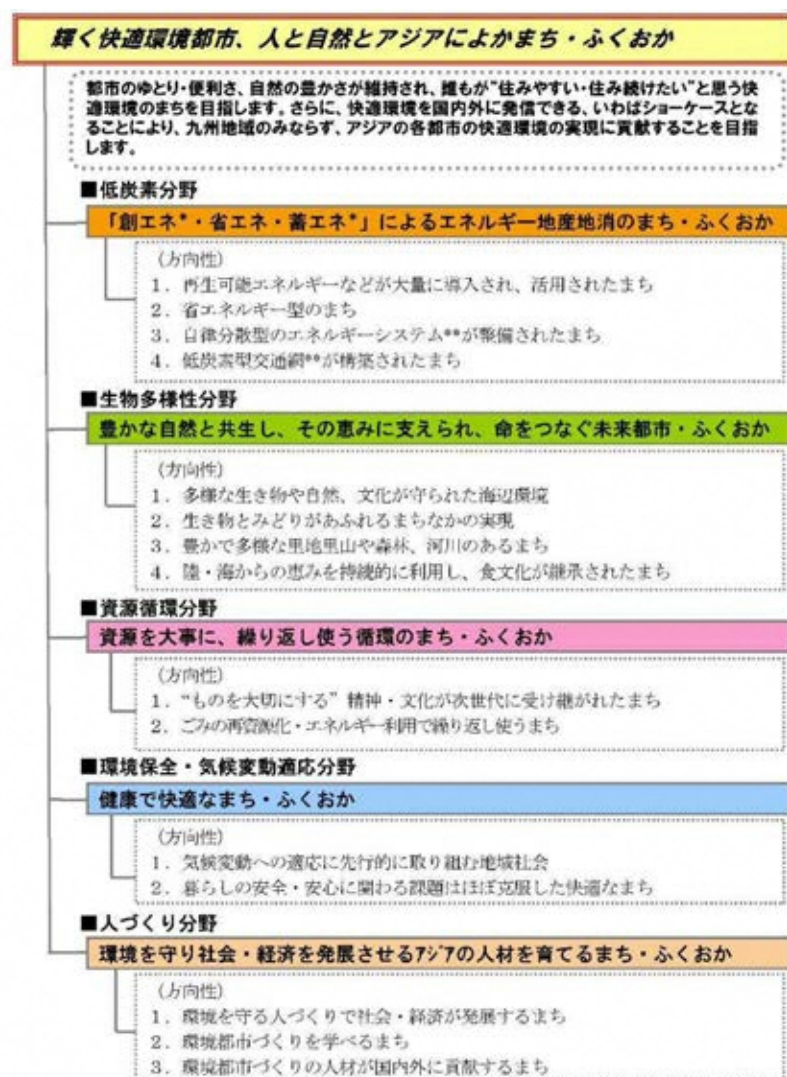 輝く快適環境都市、人と自然とアジアによかまち・ふくおか
都市のゆとり・便利さ、自然の豊かさが維持され、誰もが“住みやすい・住み続けたい”と思う快
適環境のまちを目指します。さらに、快適環境を国内外に発信できる、いわばショーケースとな
ることにより、九州地域のみならず、アジアの各都市の快適環境の実現に貢献することを目指
します。
■低炭素分野
「創エネ*・省エネ・蓄エネ*」によるエネルギー地産地消のまち・ふくおか
(方向性)
1. 再生可能エネルギーなどが大量に導入され、活用されたまち
2. 省エネルギー型のまち
3. 自律分散型のエネルギーシステム**が整備されたまち
4. 低炭素型交通網**が構築されたまち
■生物多様性分野
豊かな自然と共生し、その恵みに支えられ、命をつなぐ未来都市・ふくおか
(方向性)
1. 多様な生き物や自然、文化が守られた海辺環境
2. 生き物とみどりがあふれるまちなかの実現
3. 豊かで多様な里地里山や森林、河川のあるまち
4. 陸・海からの恵みを持続的に利用し、食文化が継承されたまち
■資源循環分野
資源を大事に、繰り返し使う循環のまち・ふくおか
(方向性)
1. “ものを大切にする”精神・文化が次世代に受け継がれたまち
2. ごみの再資源化・エネルギー利用で繰り返し使うまち
■環境保全・気候変動適応分野
健康で快適なまち・ふくおか
(方向性)
1. 気候変動への適応に先行的に取り組む地域社会
2. 暮らしの安全・安心に関わる課題はほぼ克服した快適なまち
■人づくり分野
環境を守り社会・経済を発展させるアジアの人材を育てるまち・ふくおか
(方向性)
1. 環境を守る人づくりで社会・経済が発展するまち
2. 環境都市づくりを学べるまち
3. 環境都市づくりの人材が国内外に貢献するまち